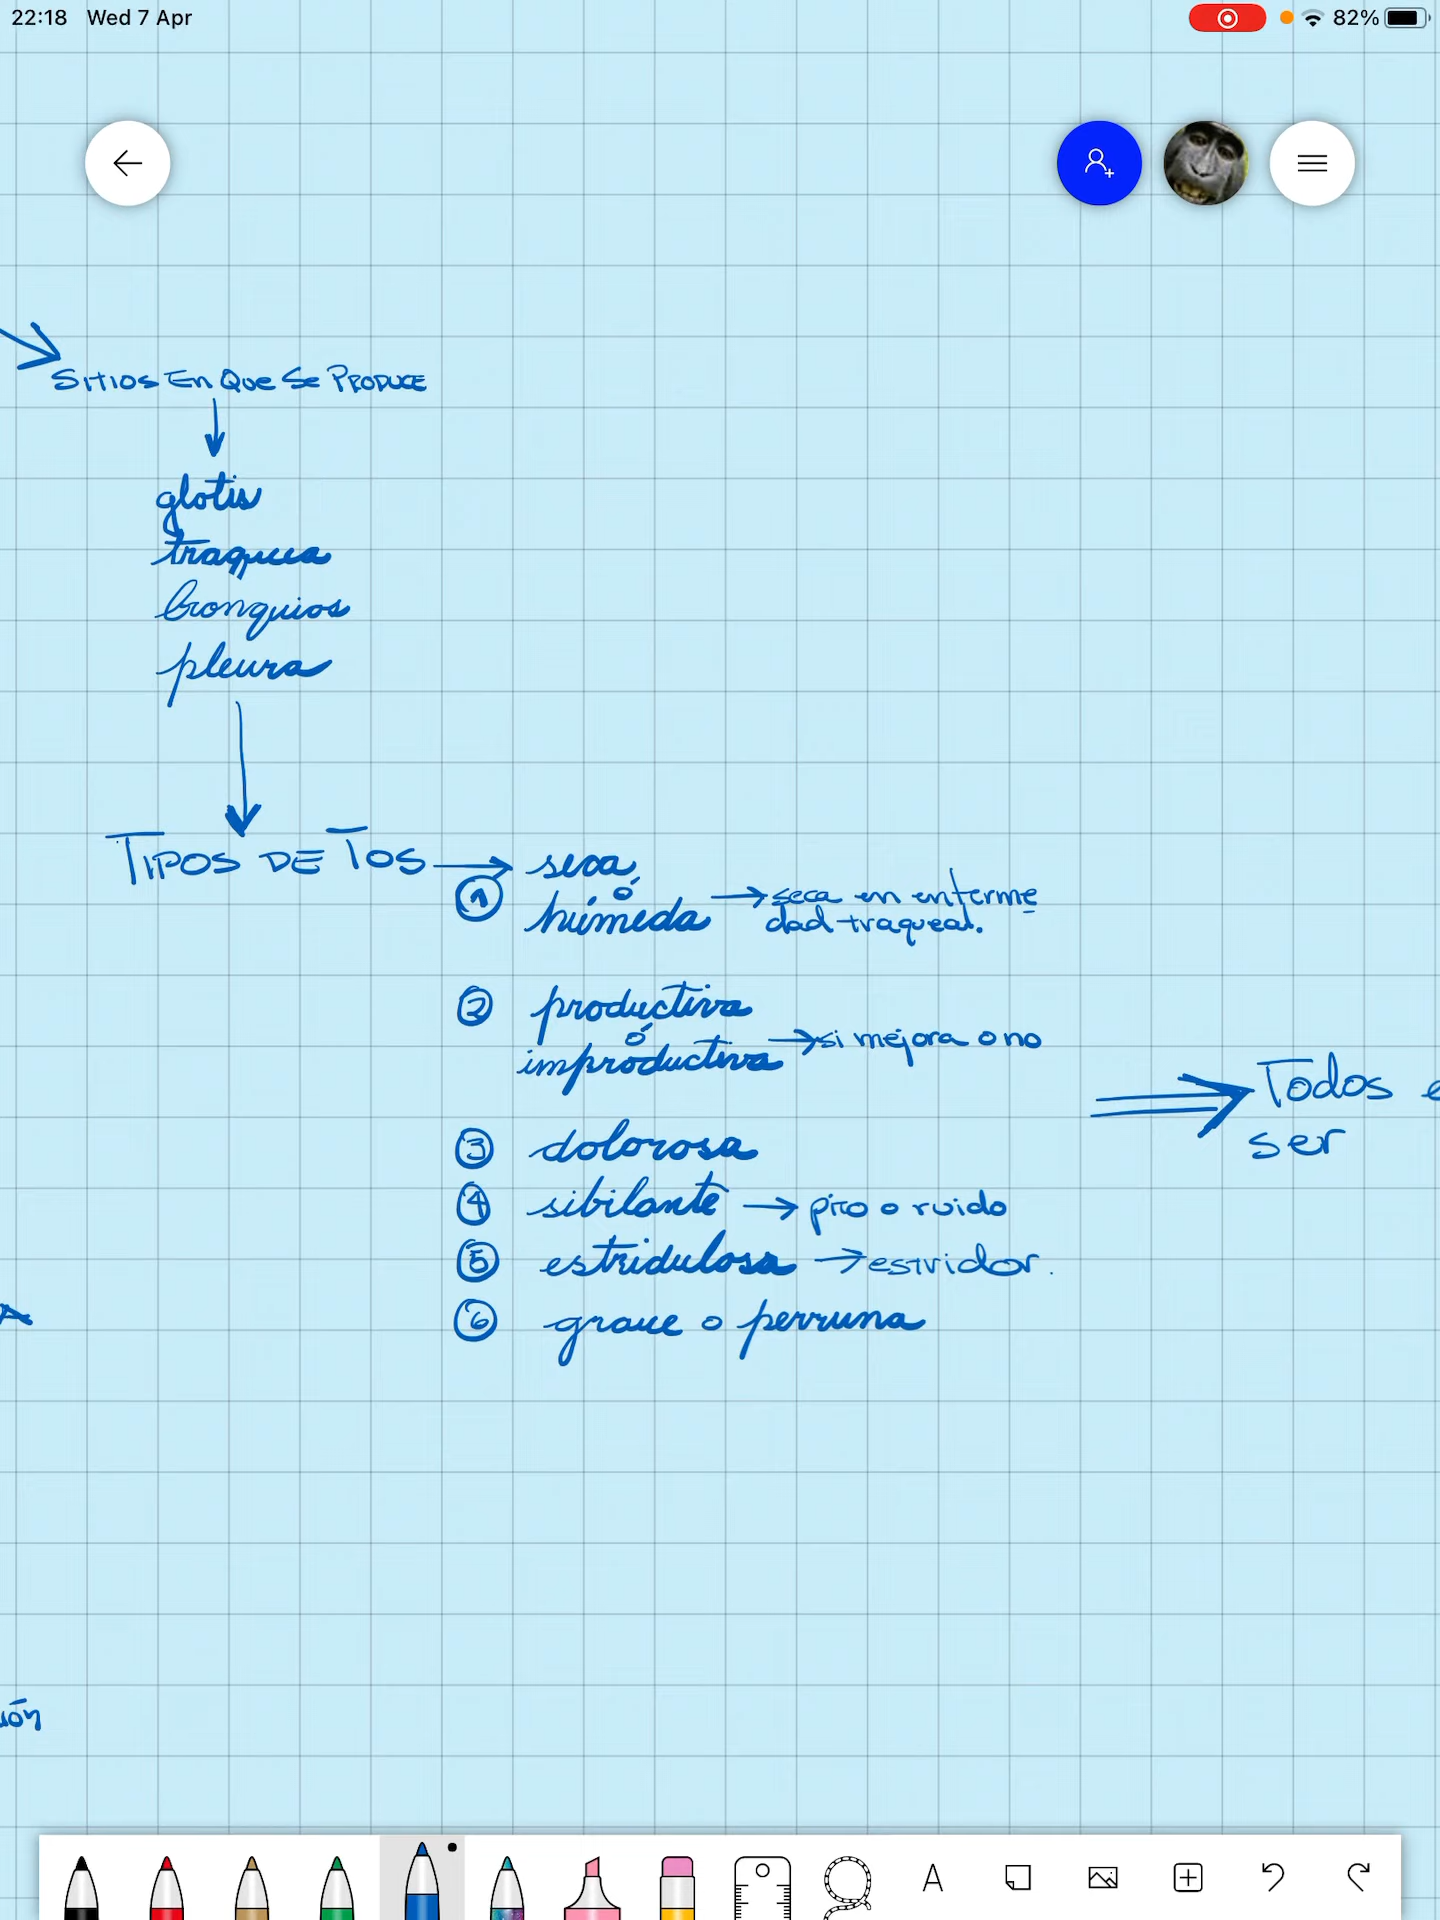 22:18 Wed 7 Apr
82%
SITIOS EN QUE SE PRODUCE
glotis
traquea
bronquios
pleura
TIPOS DE TOS → seca
① ó
húmeda → seca en enferme
dad traqueal.
② productiva
ó
improductiva → si mejora o no
③ dolorosa
④ sibilante → pito o ruido
⑤ estridulosa → estridor.
⑥ grave o perruna
⇒ Todos e
ser
A